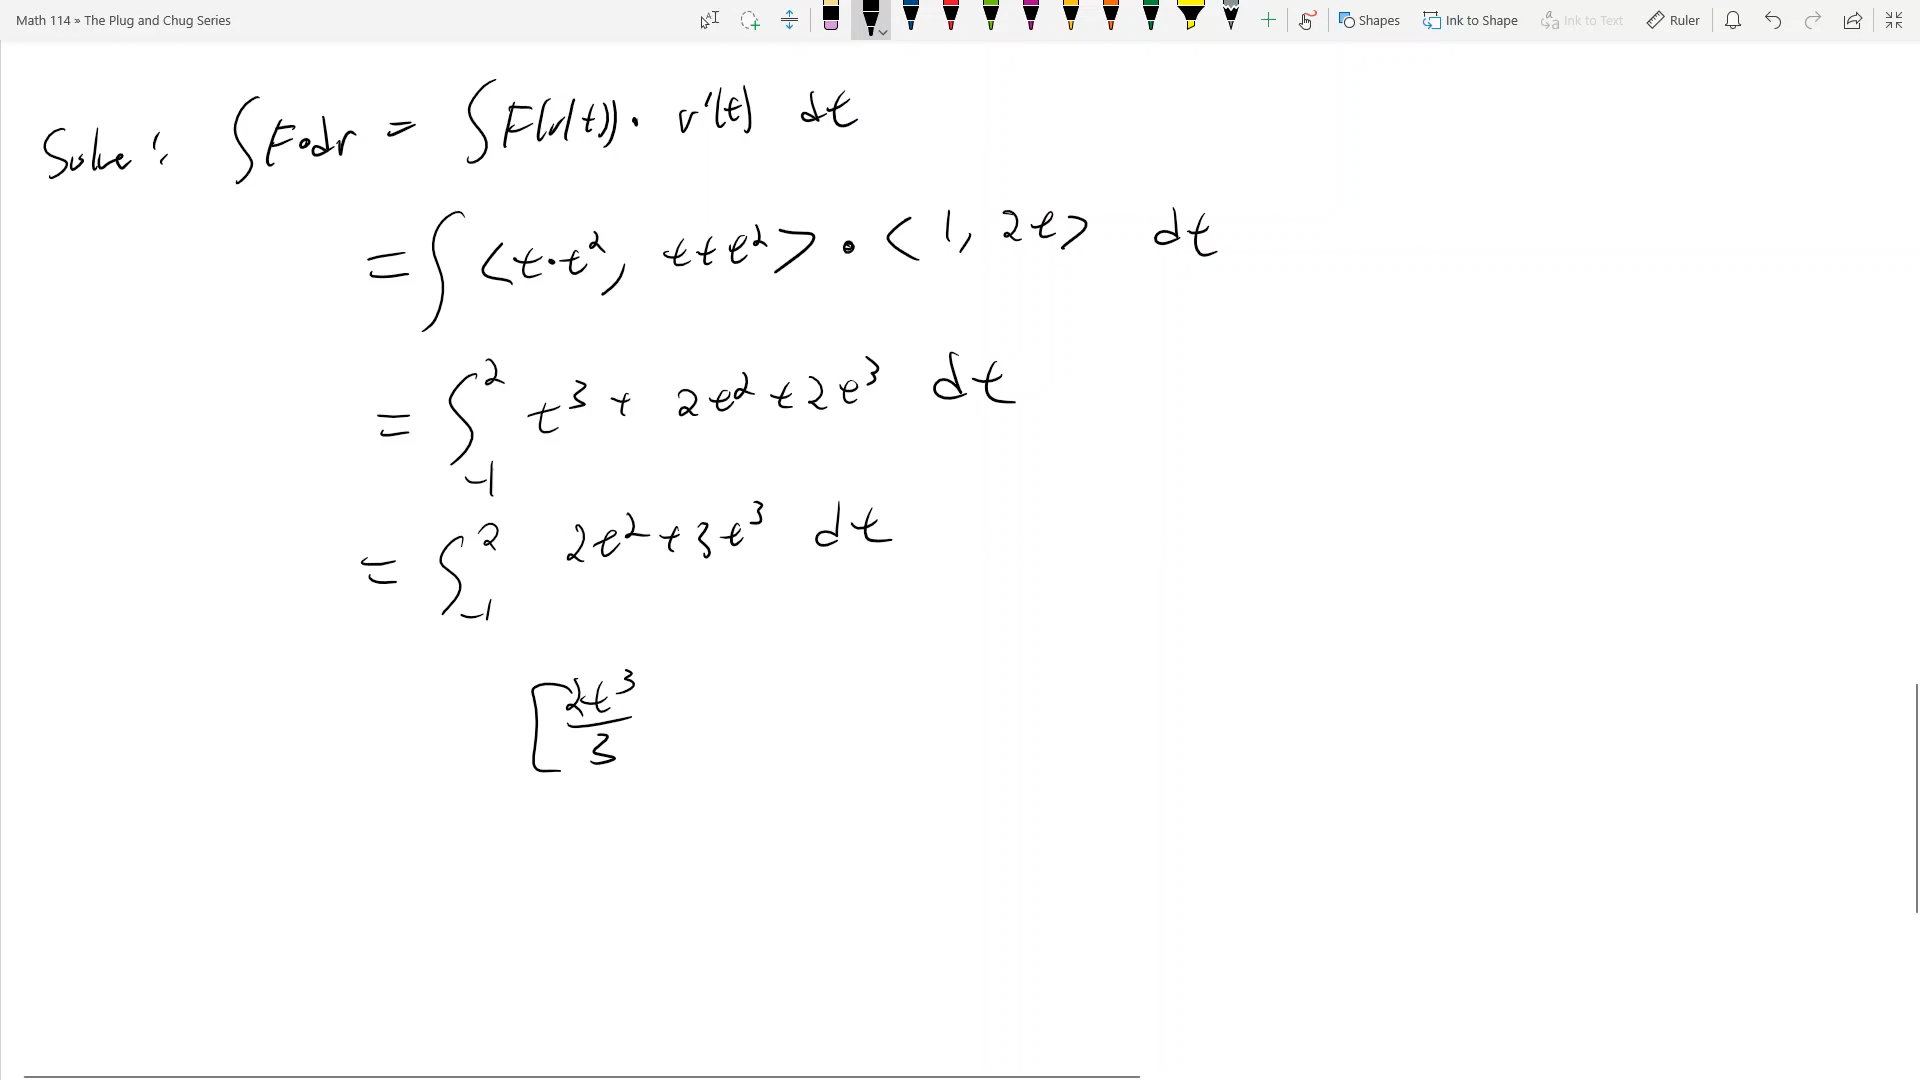 Math 114 » The Plug and Chug Series
Shapes Ink to Shape Ink to Text Ruler
Solve: ∫F•dr = ∫F(r(t))• r'(t) dt
= ∫ <t•t², t+t²> • < 1, 2t> dt
= ∫₋₁² t³ + 2t² + 2t³ dt
= ∫₋₁² 2t² + 3t³ dt
[2t³/3